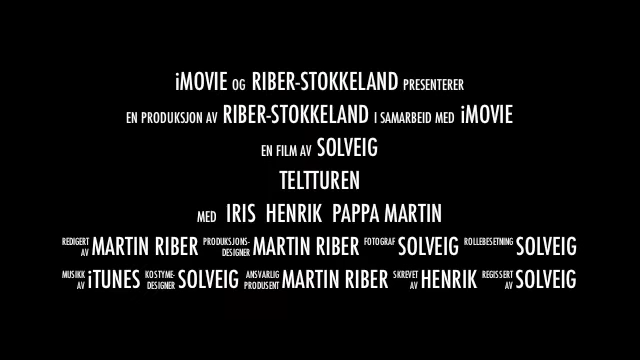 iMOVIE OG RIBER-STOKKELAND PRESENTERER
EN PRODUKSJON AV RIBER-STOKKELAND I SAMARBEID MED iMOVIE
EN FILM AV SOLVEIG
TELTTUREN
MED IRIS HENRIK PAPPA MARTIN
REDIGERT AV MARTIN RIBER PRODUKSJONS-DESIGNER MARTIN RIBER FOTOGRAF SOLVEIG ROLLEBESETNING SOLVEIG
MUSIKK AV iTUNES KOSTYME-DESIGNER SOLVEIG ANSVARLIG PRODUSENT MARTIN RIBER SKREVET AV HENRIK REGISSERT AV SOLVEIG